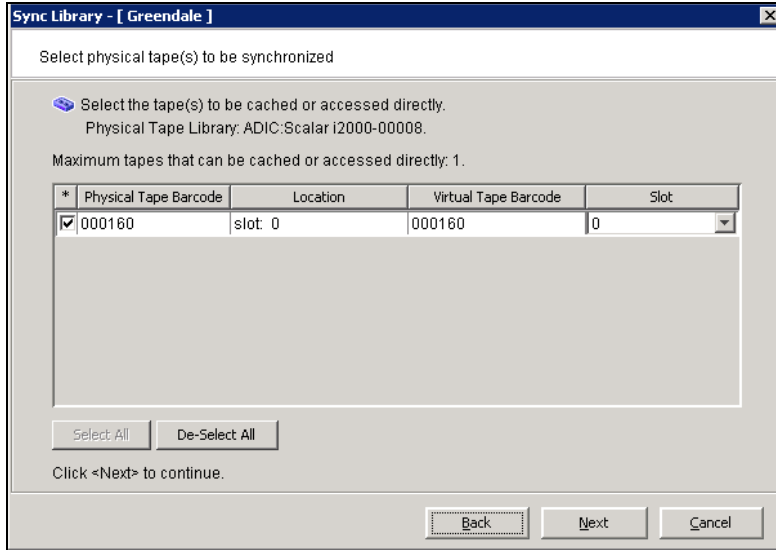 Sync Library - [ Greendale ]
Select physical tape(s) to be synchronized
Select the tape(s) to be cached or accessed directly.
Physical Tape Library: ADIC:Scalar i2000-00008.
Maximum tapes that can be cached or accessed directly: 1.
* Physical Tape Barcode Location Virtual Tape Barcode Slot
000160 slot: 0 000160 0
Select All De-Select All
Click <Next> to continue.
Back Next Cancel